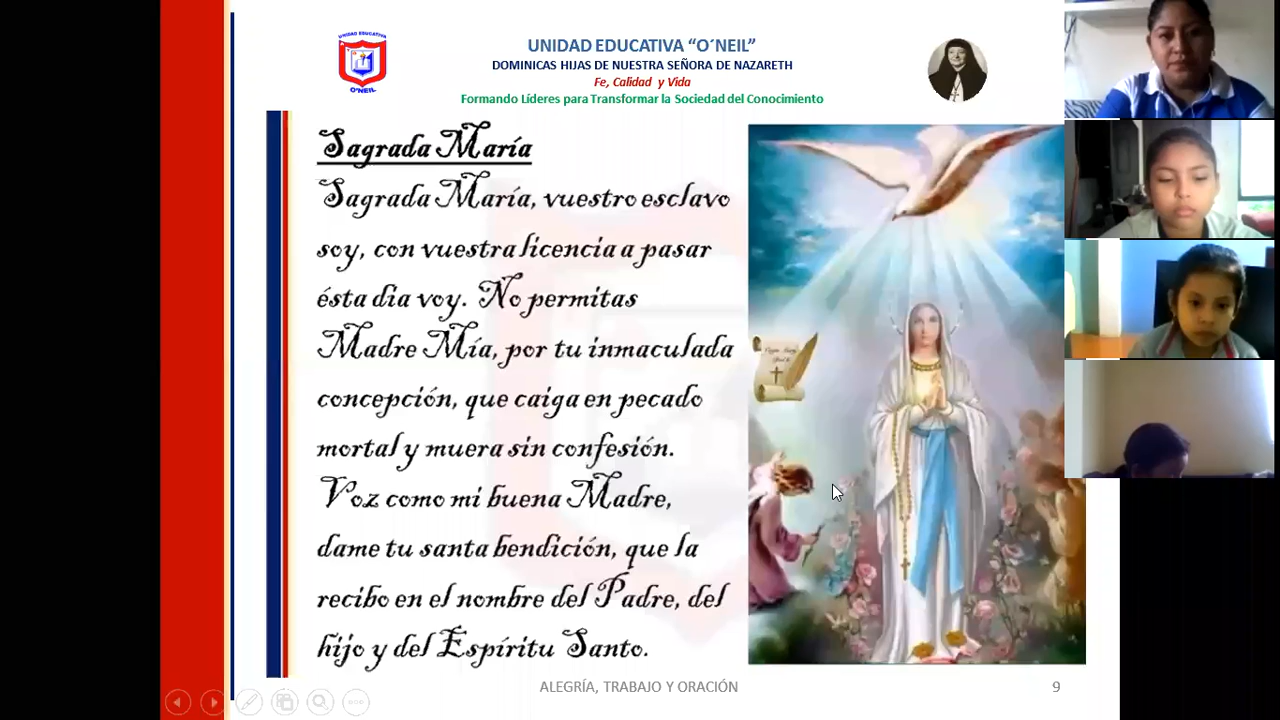 UNIDAD EDUCATIVA
O´NEIL
UNIDAD EDUCATIVA “O´NEIL”
DOMINICAS HIJAS DE NUESTRA SEÑORA DE NAZARETH
Fe, Calidad y Vida
Formando Líderes para Transformar la Sociedad del Conocimiento
Sagrada María
Sagrada María, vuestro esclavo
soy, con vuestra licencia a pasar
ésta dia voy. No permitas
Madre Mía, por tu inmaculada
concepción, que caiga en pecado
mortal y muera sin confesión.
Voz como mi buena Madre,
dame tu santa bendición, que la
recibo en el nombre del Padre, del
hijo y del Espíritu Santo.
ALEGRÍA, TRABAJO Y ORACIÓN
9